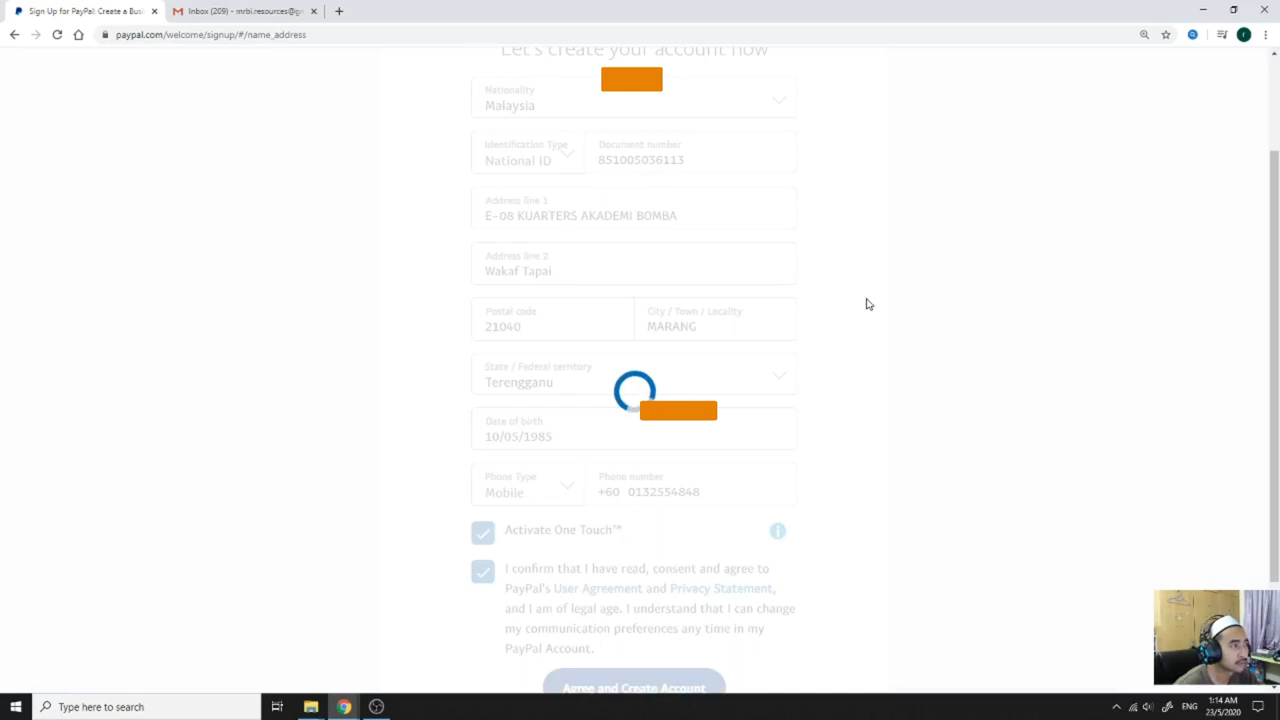 Sign Up for PayPal: Create a Busi
Inbox (209) - mrbi.resources@g
paypal.com/welcome/signup/#/name_address
Let's create your account now
Nationality
Malaysia
Identification Type
National ID
Document number
851005036113
Address line 1
E-08 KUARTERS AKADEMI BOMBA
Address line 2
Wakaf Tapai
Postal code
21040
City / Town / Locality
MARANG
State / Federal territory
Terengganu
Date of birth
10/05/1985
Phone Type
Mobile
Phone number
+60 0132554848
Activate One Touch™
I confirm that I have read, consent and agree to
PayPal's User Agreement and Privacy Statement,
and I am of legal age. I understand that I can change
my communication preferences any time in my
PayPal Account.
Agree and Create Account
Type here to search
ENG
1:14 AM
23/5/2020